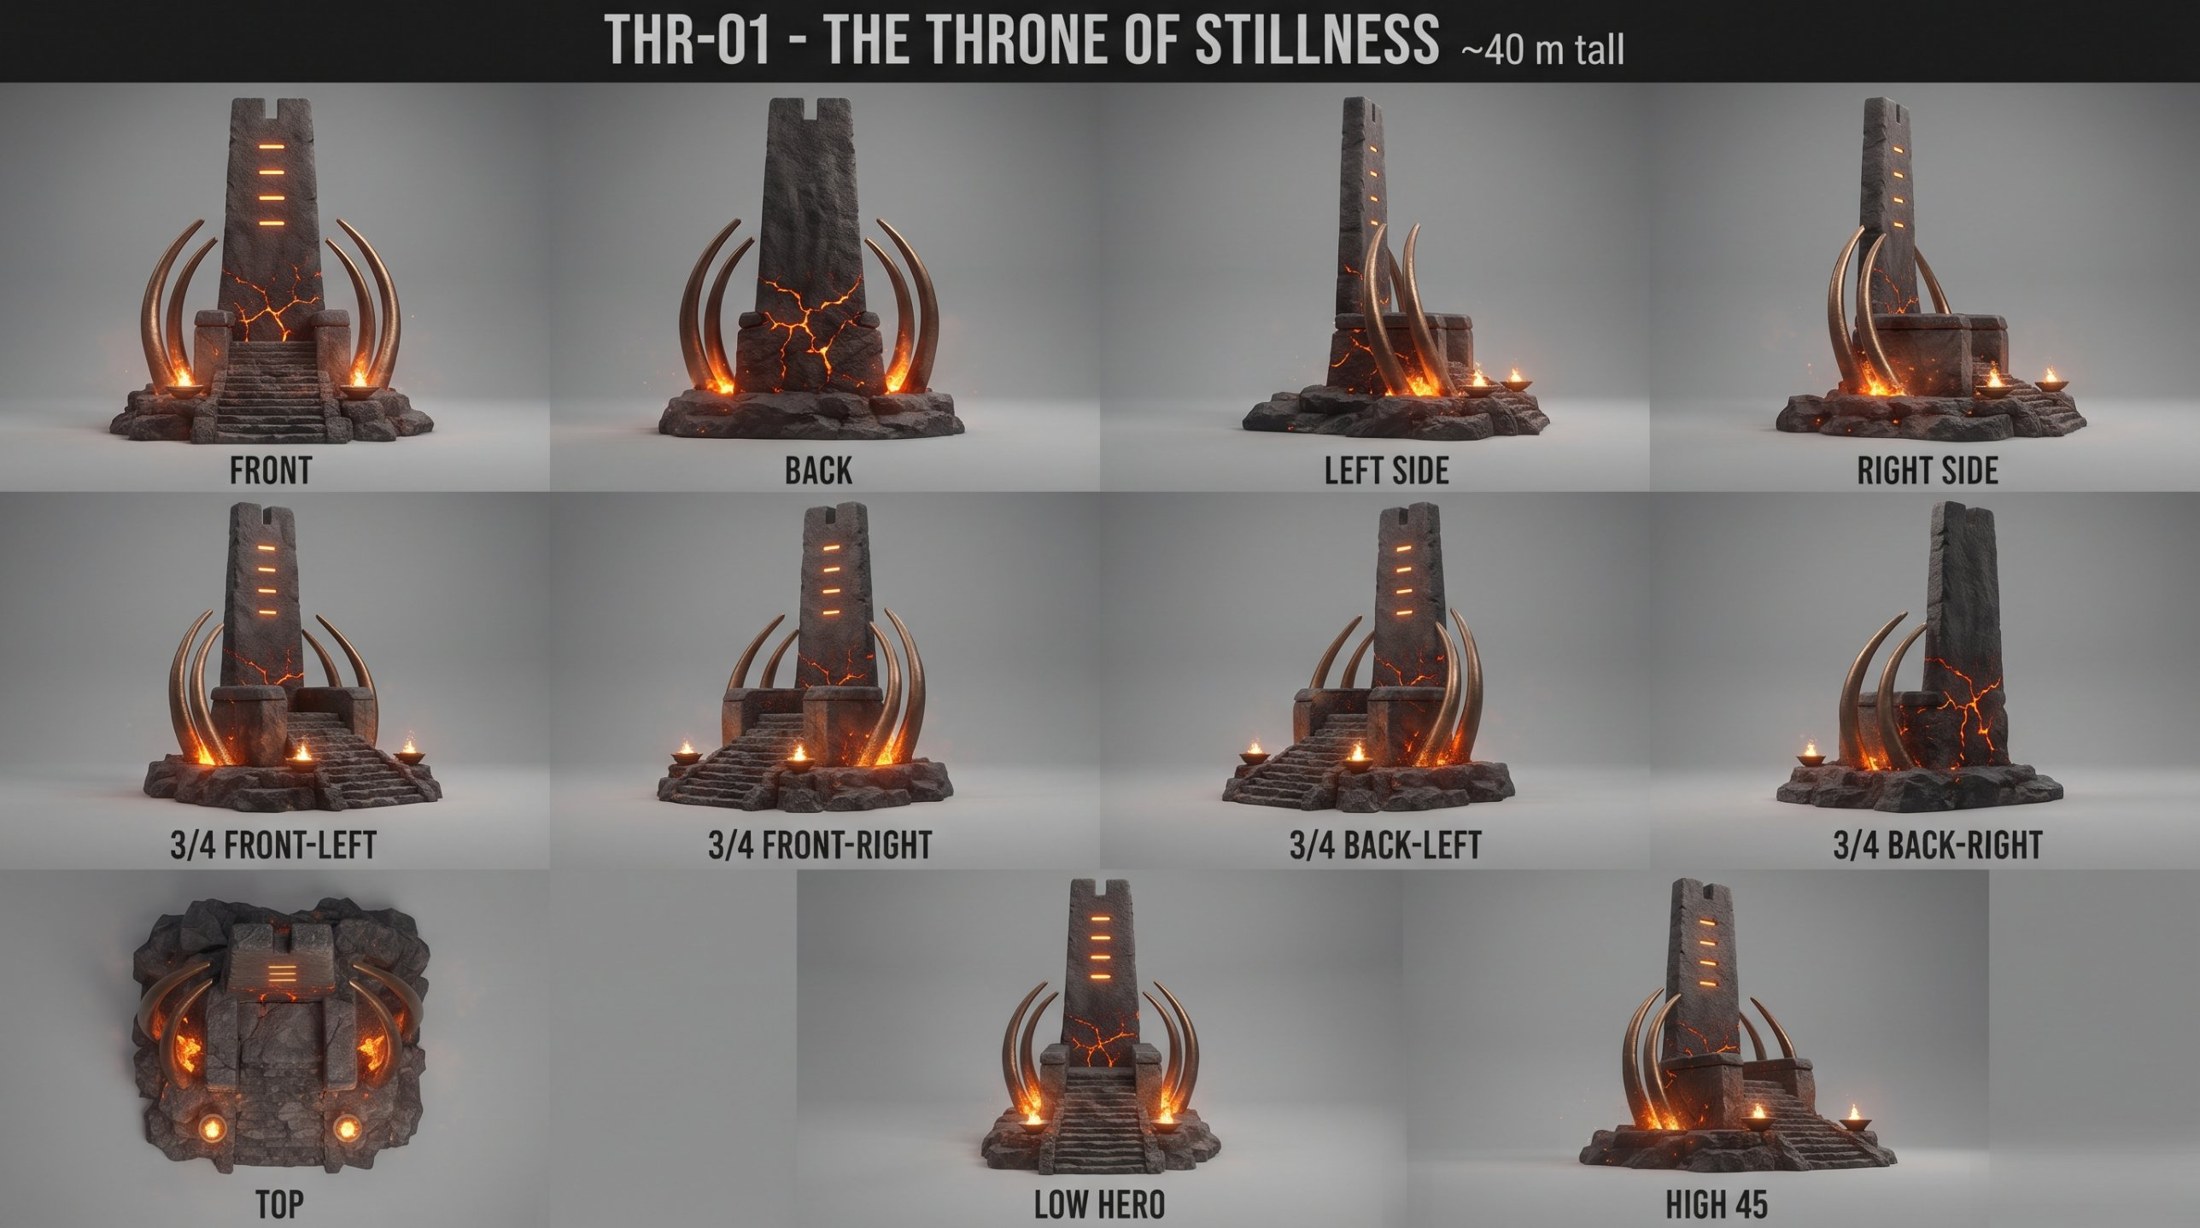 THR-01 - THE THRONE OF STILLNESS ~40 m tall
FRONT
BACK
LEFT SIDE
RIGHT SIDE
3/4 FRONT-LEFT
3/4 FRONT-RIGHT
3/4 BACK-LEFT
3/4 BACK-RIGHT
TOP
LOW HERO
HIGH 45